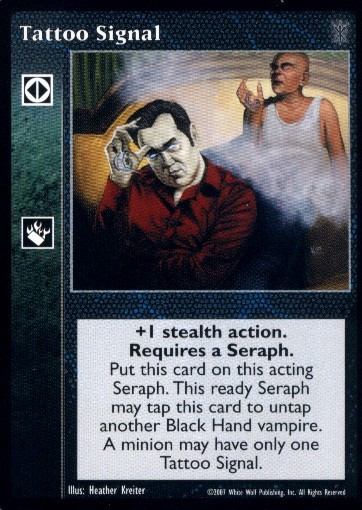 Tattoo Signal
+1 stealth action.
Requires a Seraph.
Put this card on this acting
Seraph. This ready Seraph
may tap this card to untap
another Black Hand vampire.
A minion may have only one
Tattoo Signal.
Illus: Heather Kreiter ©2007 White Wolf Publishing, Inc. All Rights Reserved